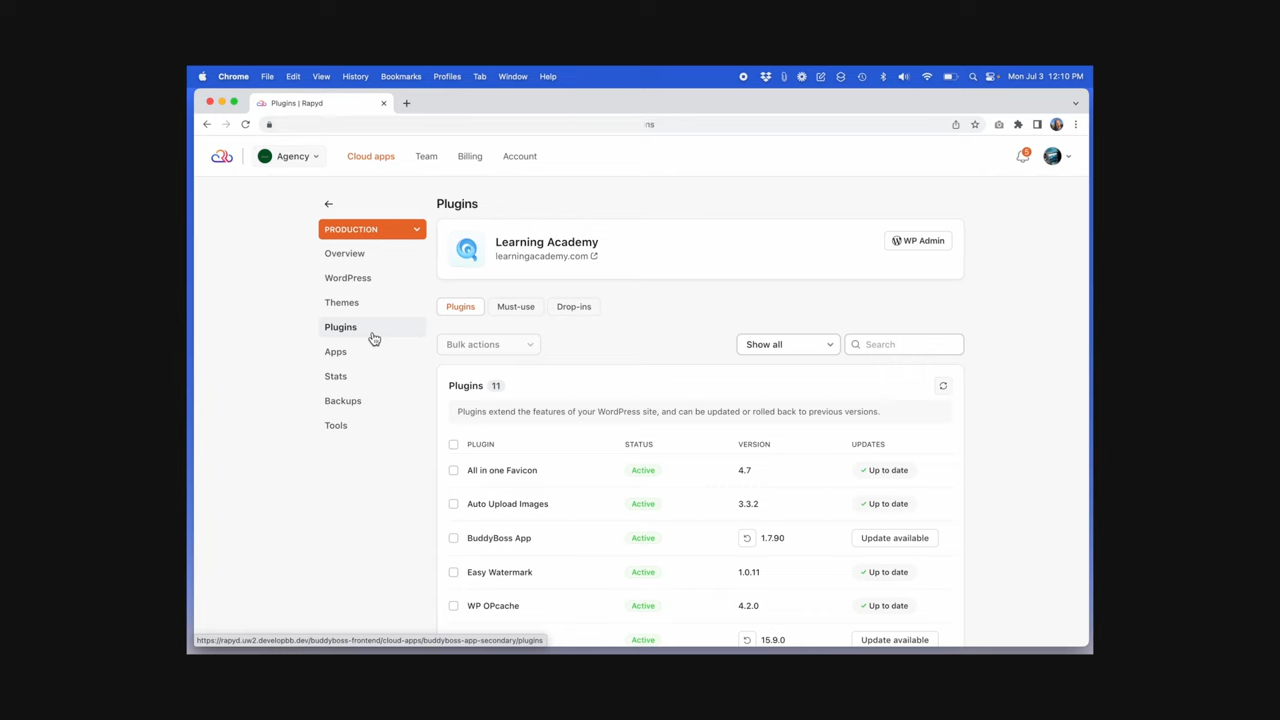 Chrome File Edit View History Bookmarks Profiles Tab Window Help Mon Jul 3 12:10 PM
Plugins | Rapyd
ns
Agency Cloud apps Team Billing Account 5
Plugins
PRODUCTION
Overview
WordPress
Themes
Plugins
Apps
Stats
Backups
Tools
Learning Academy
learningacademy.com
WP Admin
Plugins Must-use Drop-ins
Bulk actions Show all Search
Plugins 11
Plugins extend the features of your WordPress site, and can be updated or rolled back to previous versions.
PLUGIN STATUS VERSION UPDATES
All in one Favicon Active 4.7 Up to date
Auto Upload Images Active 3.3.2 Up to date
BuddyBoss App Active 1.7.90 Update available
Easy Watermark Active 1.0.11 Up to date
WP OPcache Active 4.2.0 Up to date
Active 15.9.0 Update available
https://rapyd.uw2.developbb.dev/buddyboss-frontend/cloud-apps/buddyboss-app-secondary/plugins